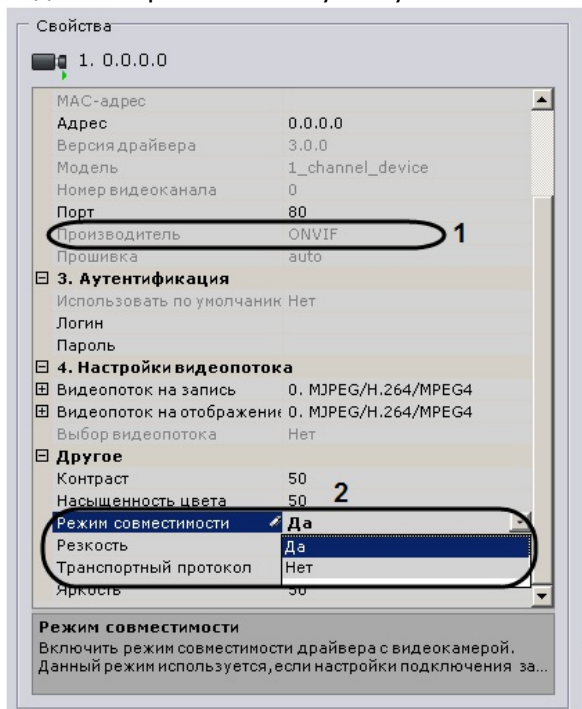 Свойства
1. 0.0.0.0
MAC-адрес
Адрес 0.0.0.0
Версия драйвера 3.0.0
Модель 1_channel_device
Номер видеоканала 0
Порт 80
Производитель ONVIF 1
Прошивка auto
3. Аутентификация
Использовать по умолчанию Нет
Логин
Пароль
4. Настройки видеопотока
Видеопоток на запись 0. MJPEG/H.264/MPEG4
Видеопоток на отображение 0. MJPEG/H.264/MPEG4
Выбор видеопотока Нет
Другое
Контраст 50
Насыщенность цвета 50 2
Режим совместимости Да
Резкость Да
Транспортный протокол Нет
Яркость 50
Режим совместимости
Включить режим совместимости драйвера с видеокамерой.
Данный режим используется, если настройки подключения за...